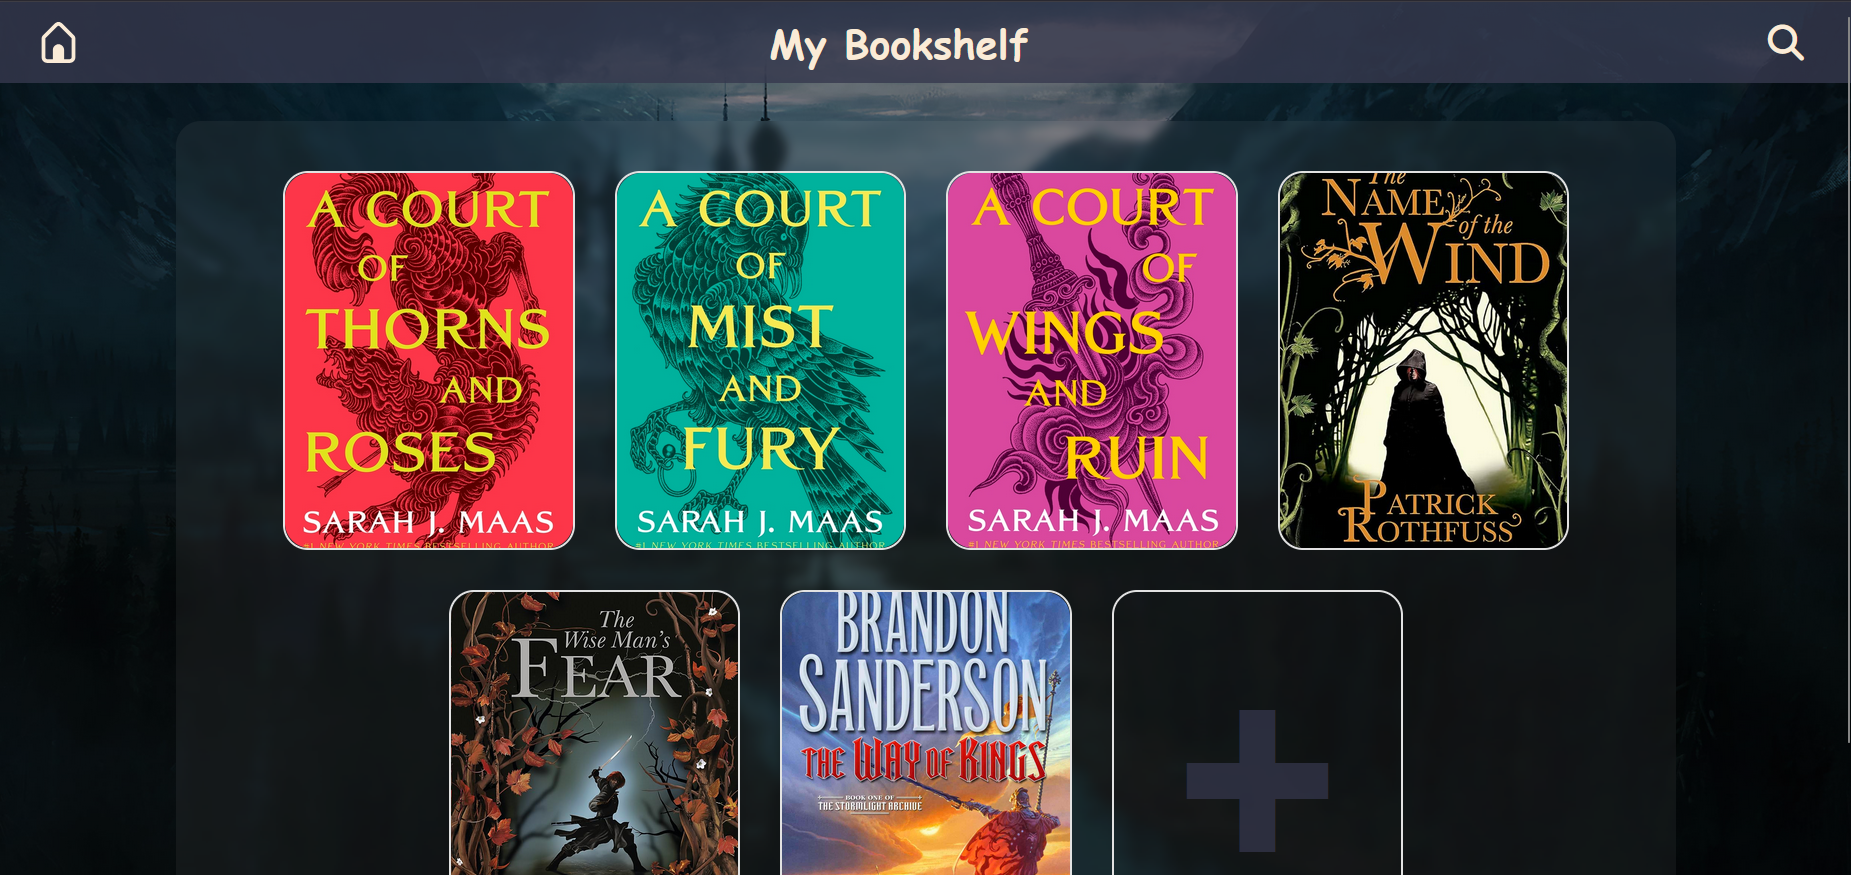 My Bookshelf
A COURT
OF
THORNS
AND
ROSES
SARAH J. MAAS
#1 NEW YORK TIMES BESTSELLING AUTHOR
A COURT
OF
MIST
AND
FURY
SARAH J. MAAS
#1 NEW YORK TIMES BESTSELLING AUTHOR
A COURT
OF
WINGS
AND
RUIN
SARAH J. MAAS
#1 NEW YORK TIMES BESTSELLING AUTHOR
The
NAME
of the
WIND
PATRICK
ROTHFUSS
The
Wise Man's
FEAR
BRANDON
SANDERSON
THE WAY OF KINGS
BOOK ONE OF
THE STORMLIGHT ARCHIVE